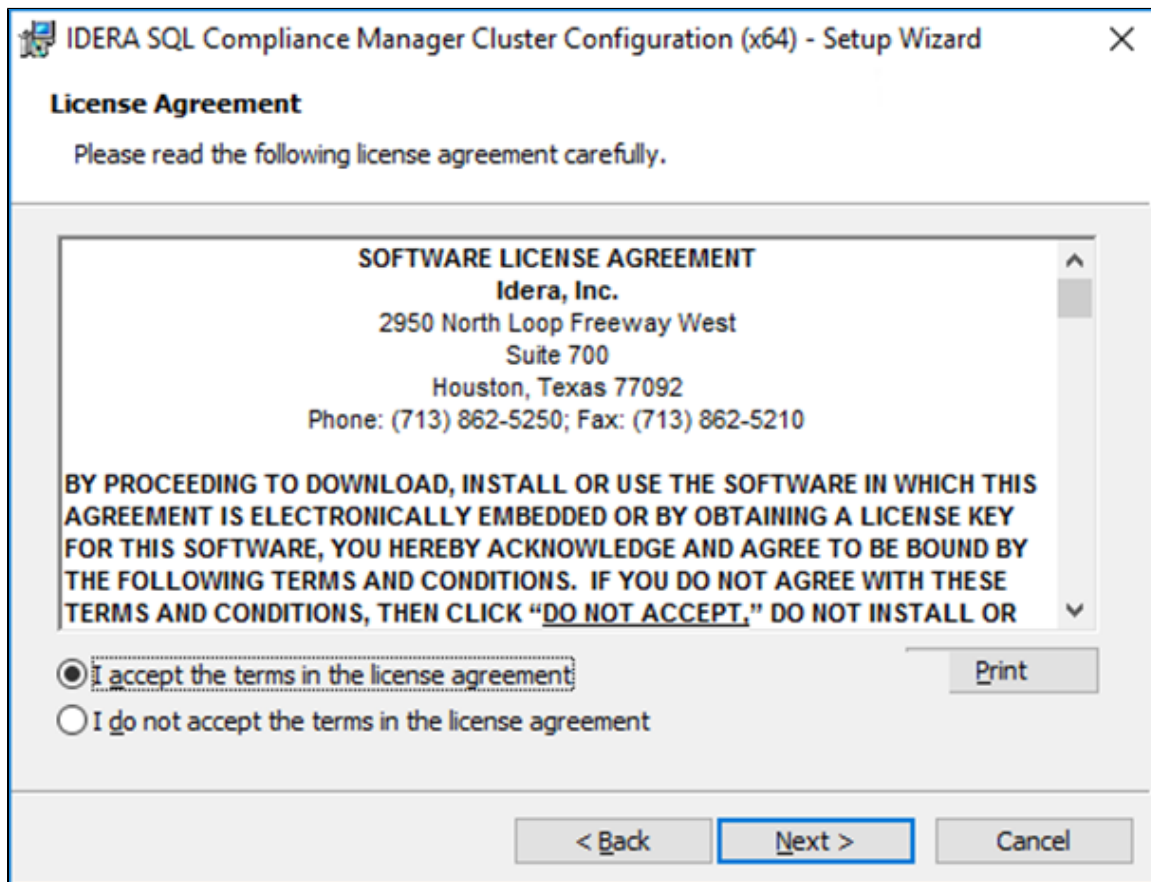 IDERA SQL Compliance Manager Cluster Configuration (x64) - Setup Wizard
License Agreement
Please read the following license agreement carefully.
SOFTWARE LICENSE AGREEMENT
Idera, Inc.
2950 North Loop Freeway West
Suite 700
Houston, Texas 77092
Phone: (713) 862-5250; Fax: (713) 862-5210
BY PROCEEDING TO DOWNLOAD, INSTALL OR USE THE SOFTWARE IN WHICH THIS
AGREEMENT IS ELECTRONICALLY EMBEDDED OR BY OBTAINING A LICENSE KEY
FOR THIS SOFTWARE, YOU HEREBY ACKNOWLEDGE AND AGREE TO BE BOUND BY
THE FOLLOWING TERMS AND CONDITIONS.  IF YOU DO NOT AGREE WITH THESE
TERMS AND CONDITIONS, THEN CLICK “DO NOT ACCEPT,” DO NOT INSTALL OR
I accept the terms in the license agreement
Print
I do not accept the terms in the license agreement
< Back
Next >
Cancel